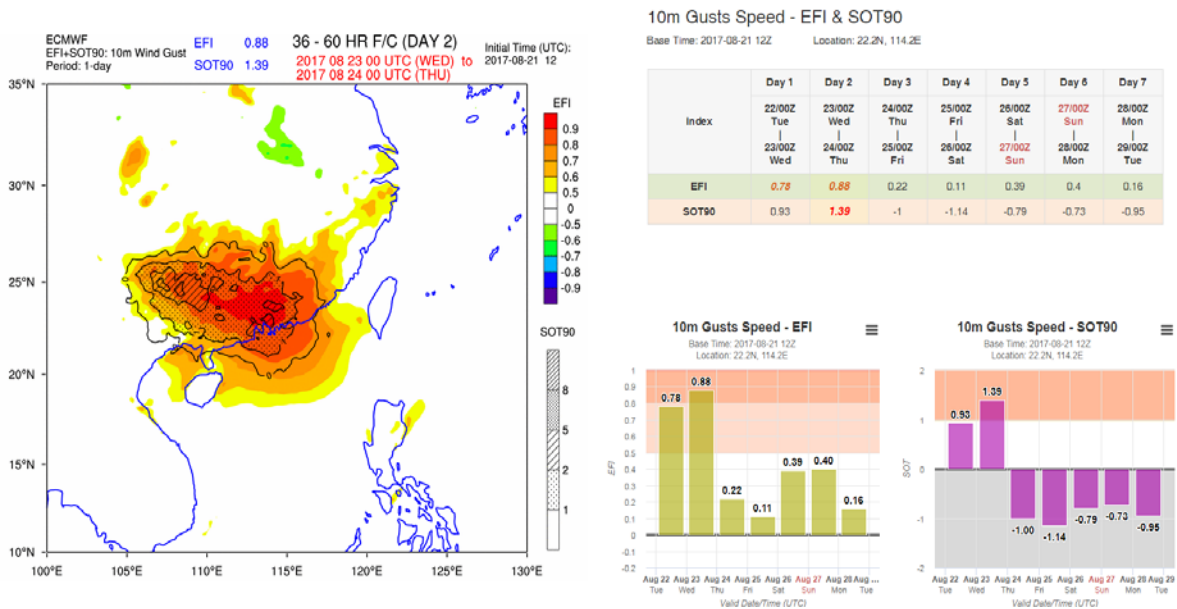 ECMWF
EFI+SOT90: 10m Wind Gust
Period: 1-day
EFI 0.88
SOT90 1.39
36 - 60 HR F/C (DAY 2)
2017 08 23 00 UTC (WED) to
2017 08 24 00 UTC (THU)
Initial Time (UTC):
2017-08-21 12
35°N
30°N
25°N
20°N
15°N
10°N
100°E 105°E 110°E 115°E 120°E 125°E 130°E
EFI
0.9
0.8
0.7
0.6
0.5
0
-0.5
-0.6
-0.7
-0.8
-0.9
SOT90
8
5
2
1
10m Gusts Speed - EFI & SOT90
Base Time: 2017-08-21 12Z Location: 22.2N, 114.2E
Index Day 1 Day 2 Day 3 Day 4 Day 5 Day 6 Day 7
22/00Z 23/00Z 24/00Z 25/00Z 26/00Z 27/00Z 28/00Z
Tue Wed Thu Fri Sat Sun Mon
| | | | | | |
23/00Z 24/00Z 25/00Z 26/00Z 27/00Z 28/00Z 29/00Z
Wed Thu Fri Sat Sun Mon Tue
EFI 0.78 0.88 0.22 0.11 0.39 0.4 0.16
SOT90 0.93 1.39 -1 -1.14 -0.79 -0.73 -0.95
10m Gusts Speed - EFI
Base Time: 2017-08-21 12Z
Location: 22.2N, 114.2E
EFI
1
0.9
0.8
0.7
0.6
0.5
0.4
0.3
0.2
0.1
0
-0.1
-0.2
0.78 0.88 0.22 0.11 0.39 0.40 0.16
Aug 22 Aug 23 Aug 24 Aug 25 Aug 26 Aug 27 Aug 28 Aug ...
Tue Wed Thu Fri Sat Sun Mon Tue
Valid Date/Time (UTC)
10m Gusts Speed - SOT90
Base Time: 2017-08-21 12Z
Location: 22.2N, 114.2E
SOT
2
1
0
-1
-2
0.93 1.39 -1.00 -1.14 -0.79 -0.73 -0.95
Aug 22 Aug 23 Aug 24 Aug 25 Aug 26 Aug 27 Aug 28 Aug 29
Tue Wed Thu Fri Sat Sun Mon Tue
Valid Date/Time (UTC)